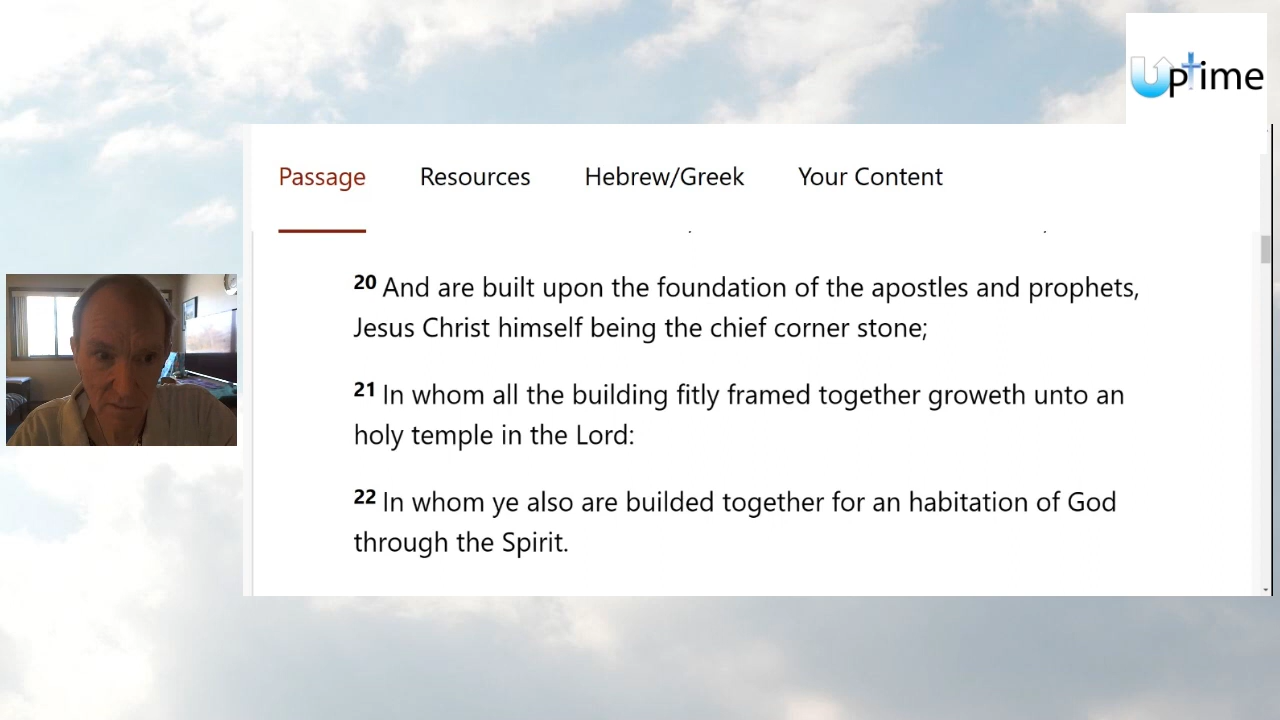 Uptime
Passage Resources Hebrew/Greek Your Content
20 And are built upon the foundation of the apostles and prophets,
Jesus Christ himself being the chief corner stone;
21 In whom all the building fitly framed together groweth unto an
holy temple in the Lord:
22 In whom ye also are builded together for an habitation of God
through the Spirit.